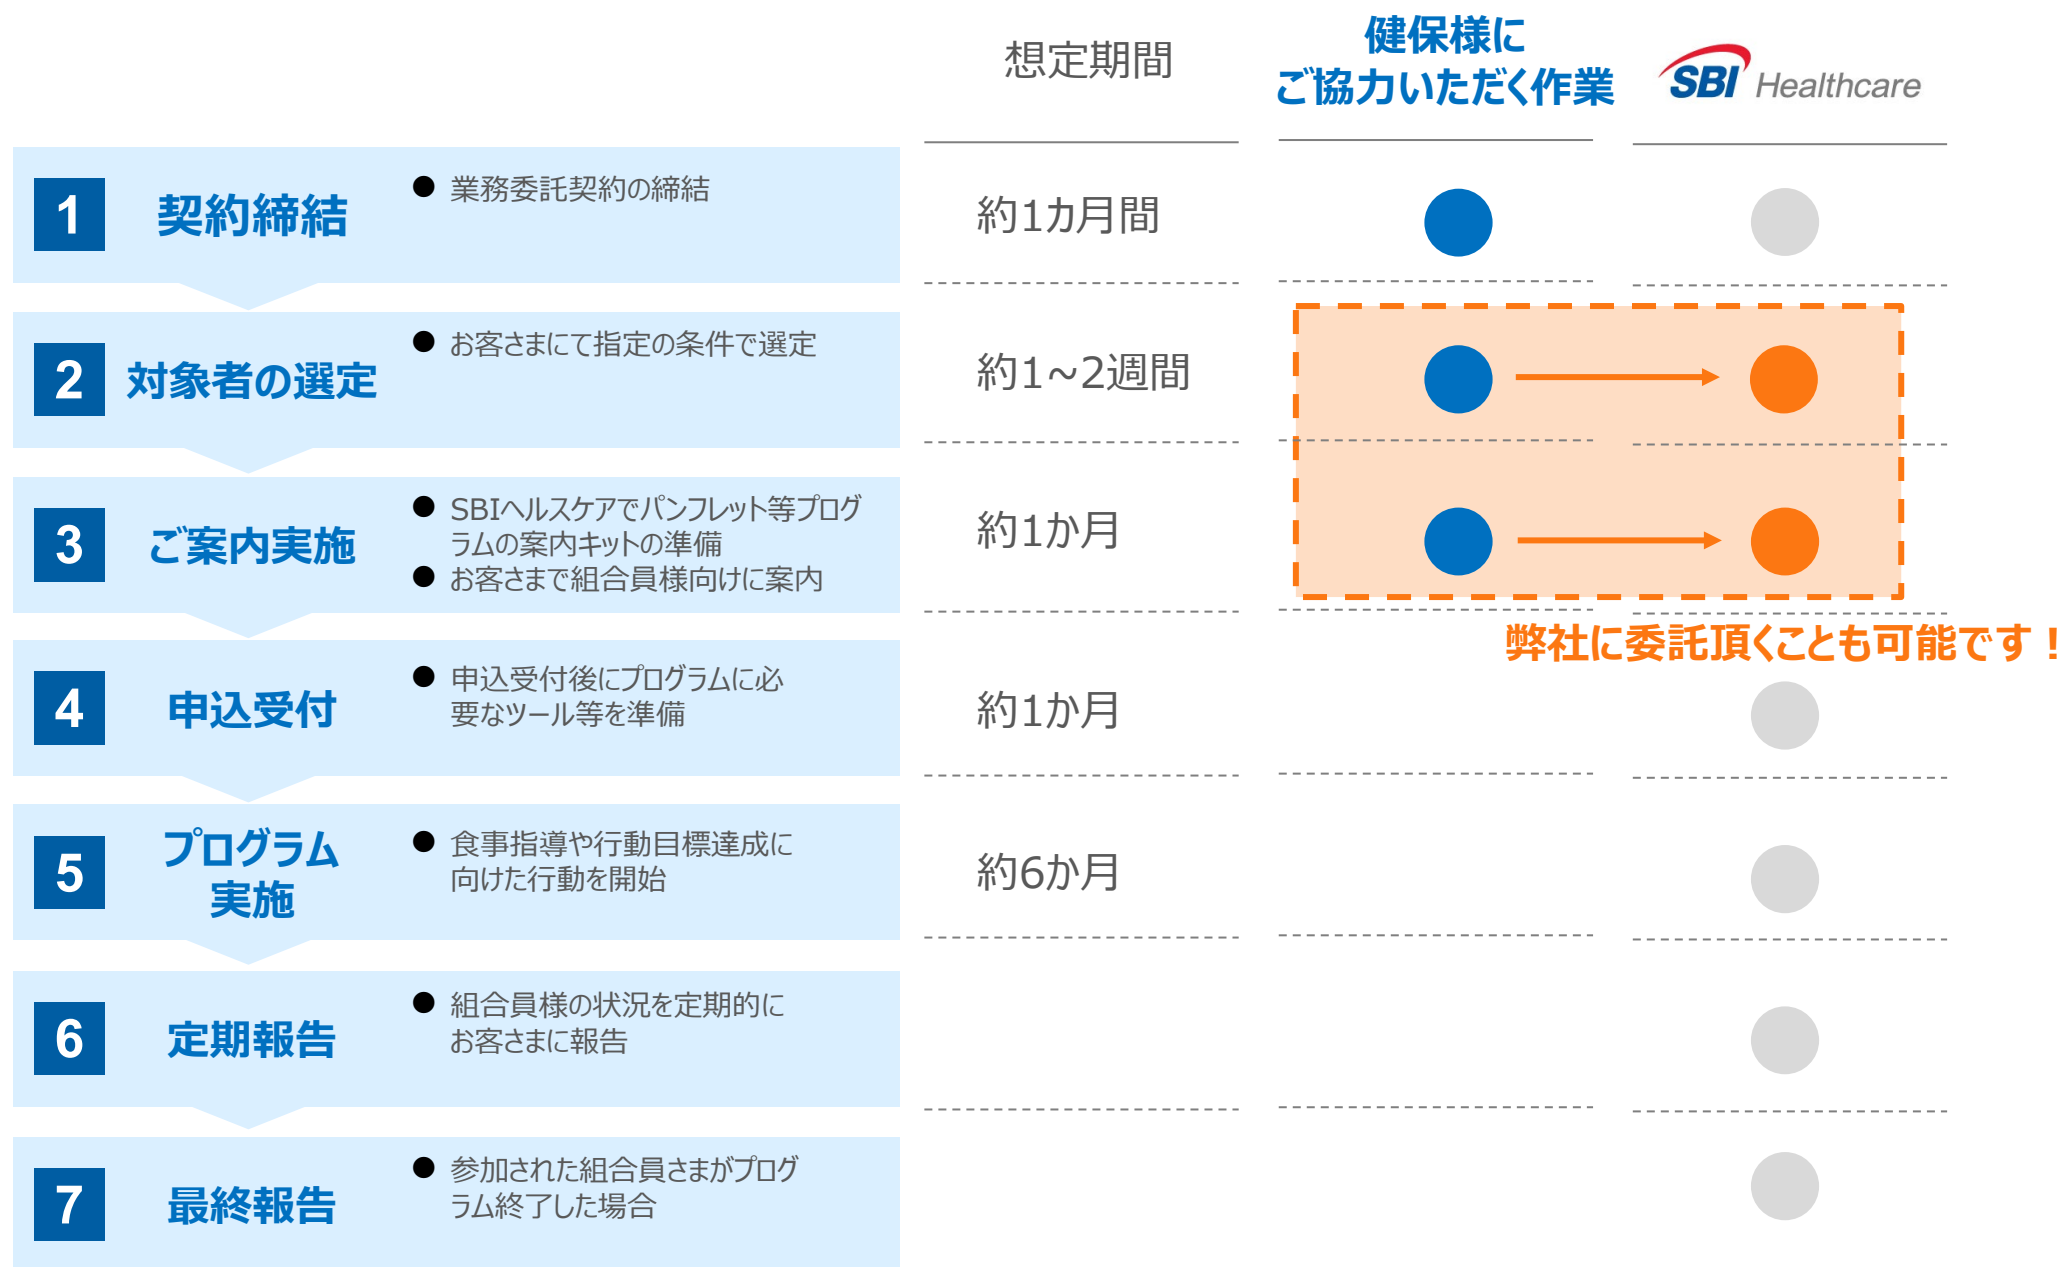 想定期間
健保様に
ご協力いただく作業
SBI Healthcare
1
契約締結
● 業務委託契約の締結
約1カ月間
2
対象者の選定
● お客さまにて指定の条件で選定
約1~2週間
3
ご案内実施
● SBIヘルスケアでパンフレット等プログ
ラムの案内キットの準備
● お客さまで組合員様向けに案内
約1か月
弊社に委託頂くことも可能です！
4
申込受付
● 申込受付後にプログラムに必
要なツール等を準備
約1か月
5
プログラム
実施
● 食事指導や行動目標達成に
向けた行動を開始
約6か月
6
定期報告
● 組合員様の状況を定期的に
お客さまに報告
7
最終報告
● 参加された組合員さまがプログ
ラム終了した場合